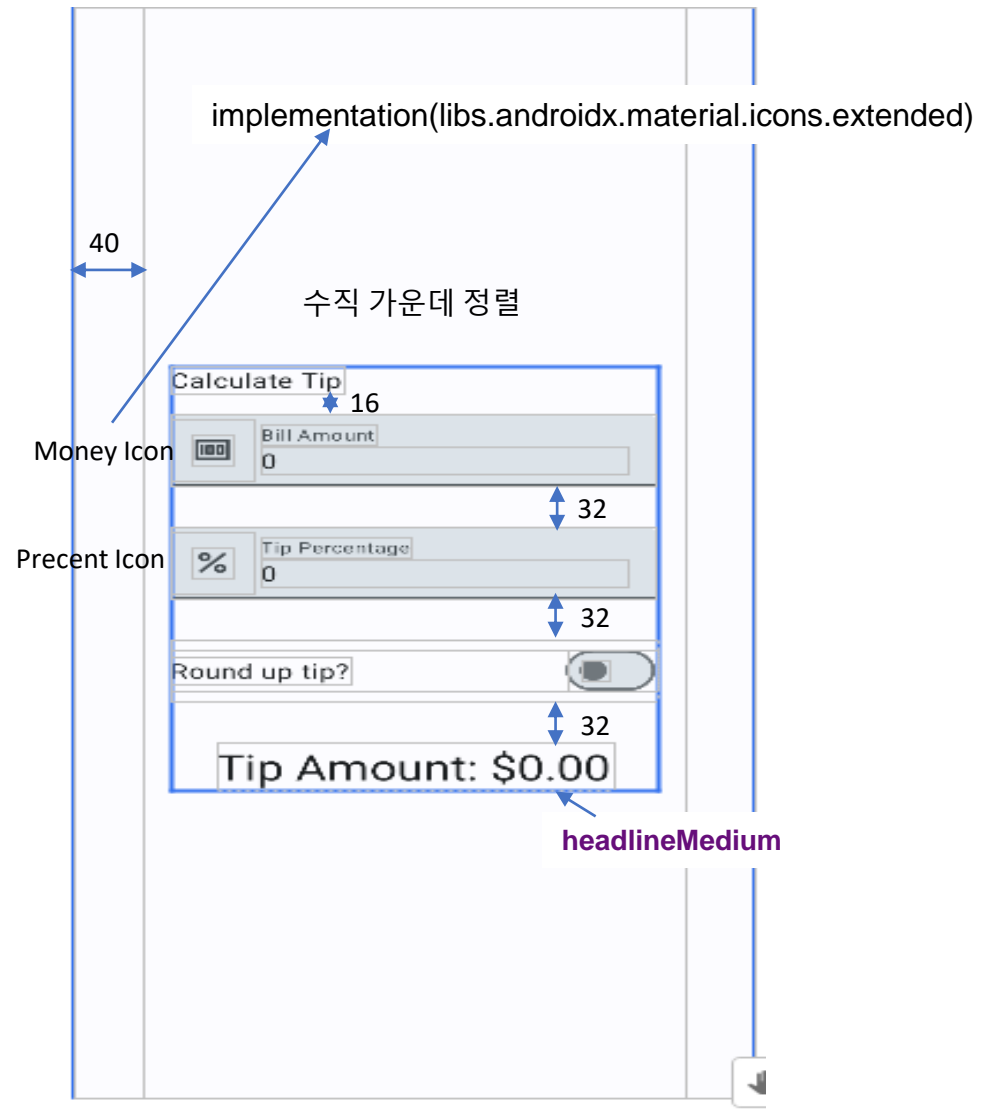 implementation(libs.androidx.material.icons.extended)
40
수직 가운데 정렬
Calculate Tip
16
Money Icon
Bill Amount
0
32
Precent Icon
%
Tip Percentage
0
32
Round up tip?
32
Tip Amount: $0.00
headlineMedium